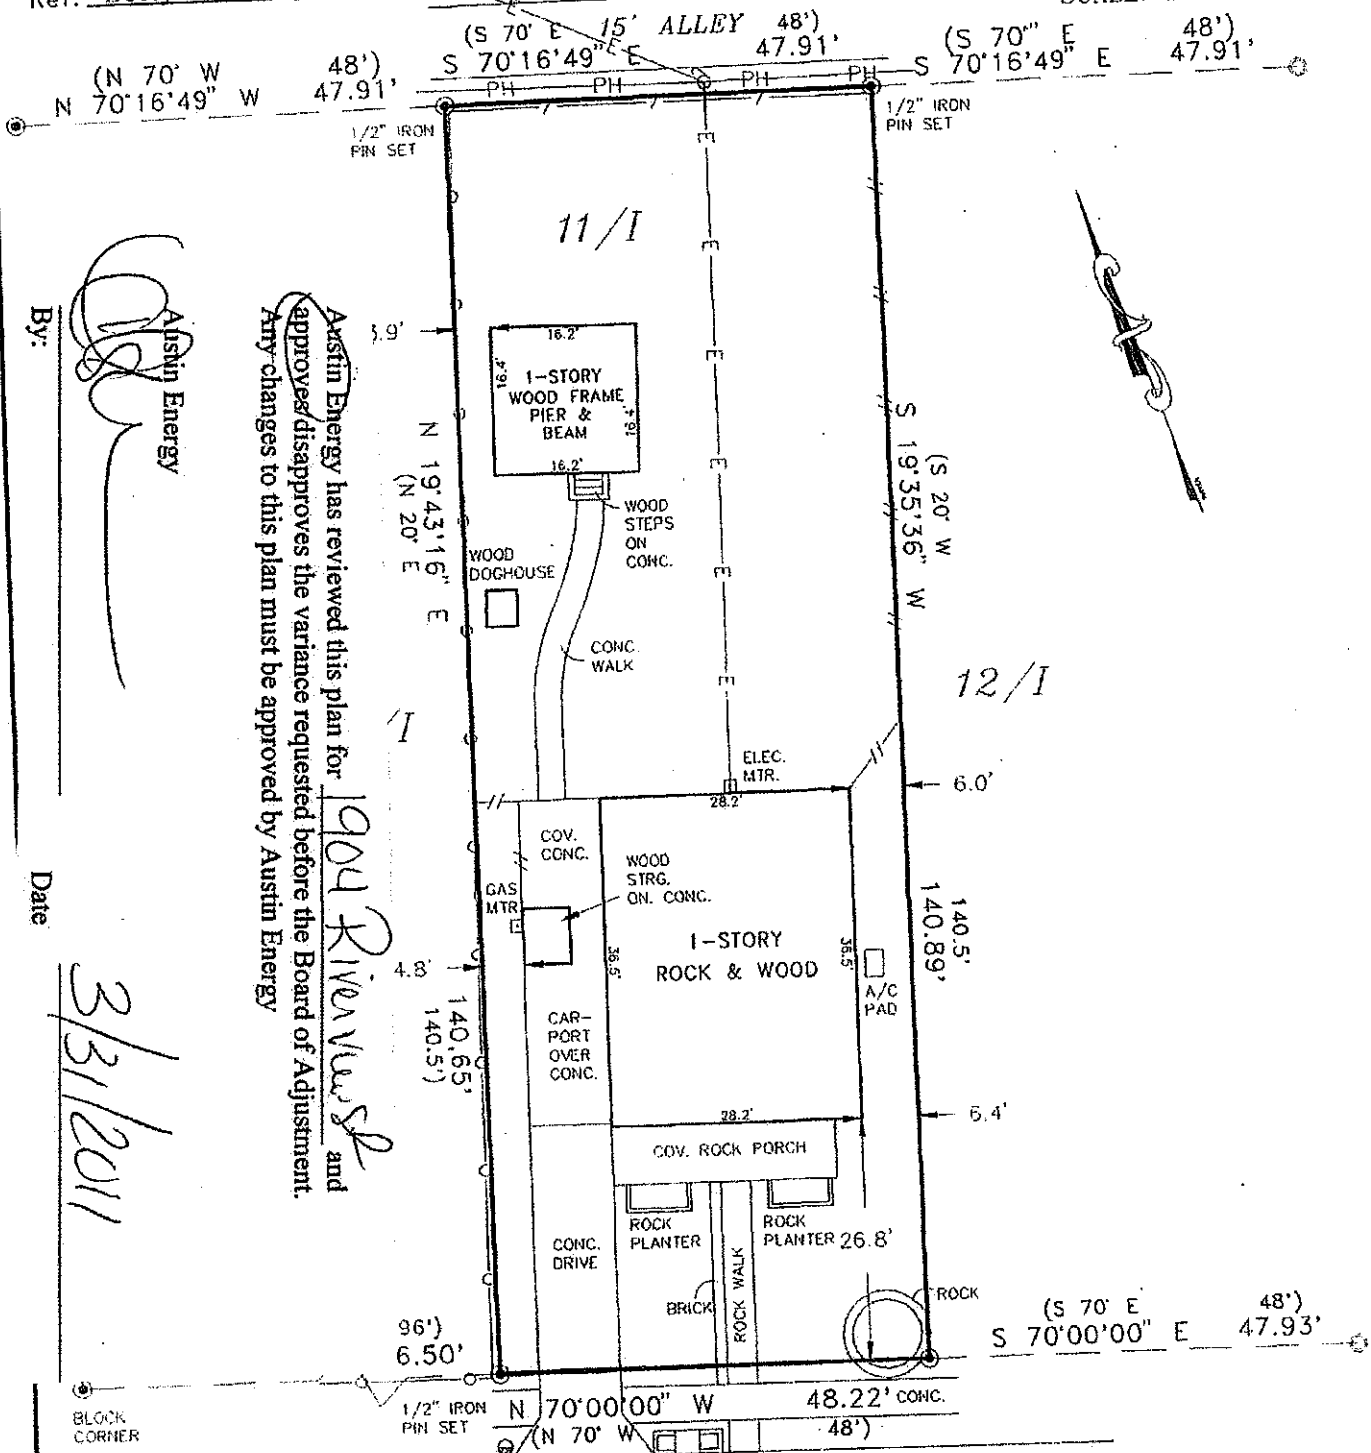 15' ALLEY
(N 70° W 48')
N 70°16'49" W 47.91'
(S 70° E 48')
S 70°16'49" E 47.91'
(S 70° E 48')
S 70°16'49" E 47.91'
PH PH PH PH
1/2" IRON
PIN SET
1/2" IRON
PIN SET
11/I
E
E
E
E
E
E
16.2'
16.4'
1-STORY
WOOD FRAME
PIER &
BEAM
16.4'
16.2'
WOOD
STEPS
ON
CONC.
WOOD
DOGHOUSE
CONC.
WALK
N 19°43'16" E
(N 20° E
(S 20° W
S 19°35'36" W
12/I
ELEC.
MTR.
28.2'
6.0'
COV.
CONC.
WOOD
STRG.
ON. CONC.
GAS
MTR
1-STORY
ROCK & WOOD
36.5'
36.5'
A/C
PAD
140.5'
140.89'
4.8'
140.65'
140.5')
CAR-
PORT
OVER
CONC.
28.2'
6.4'
COV. ROCK PORCH
ROCK
PLANTER
ROCK
PLANTER
26.8'
CONC.
DRIVE
BRICK
ROCK WALK
ROCK
(S 70° E 48')
S 70°00'00" E 47.93'
96')
6.50'
BLOCK
CORNER
1/2" IRON
PIN SET
N 70°00'00" W 48.22' CONC.
(N 70° W 48')
Austin Energy has reviewed this plan for 1904 Riverview St and
approves/disapproves the variance requested before the Board of Adjustment.
Any changes to this plan must be approved by Austin Energy
Austin Energy
By:
Date 3/31/2011